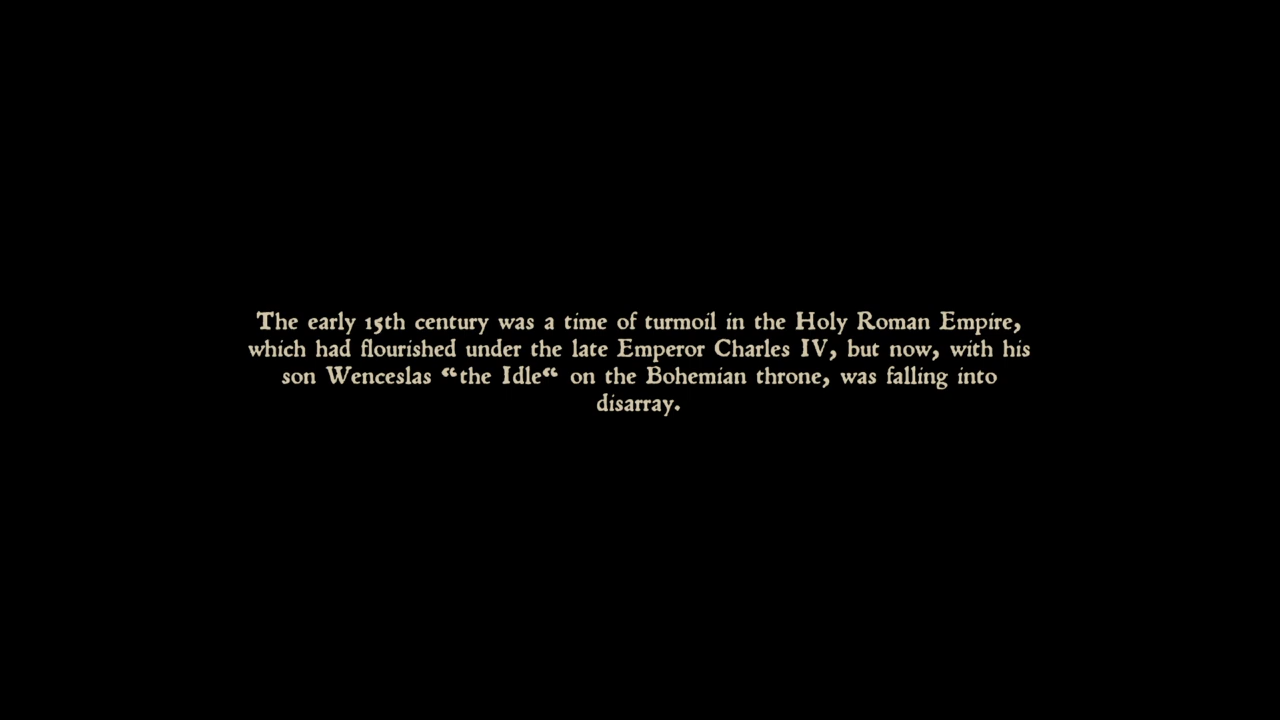 The early 15th century was a time of turmoil in the Holy Roman Empire,
which had flourished under the late Emperor Charles IV, but now, with his
son Wenceslas “the Idle“ on the Bohemian throne, was falling into
disarray.